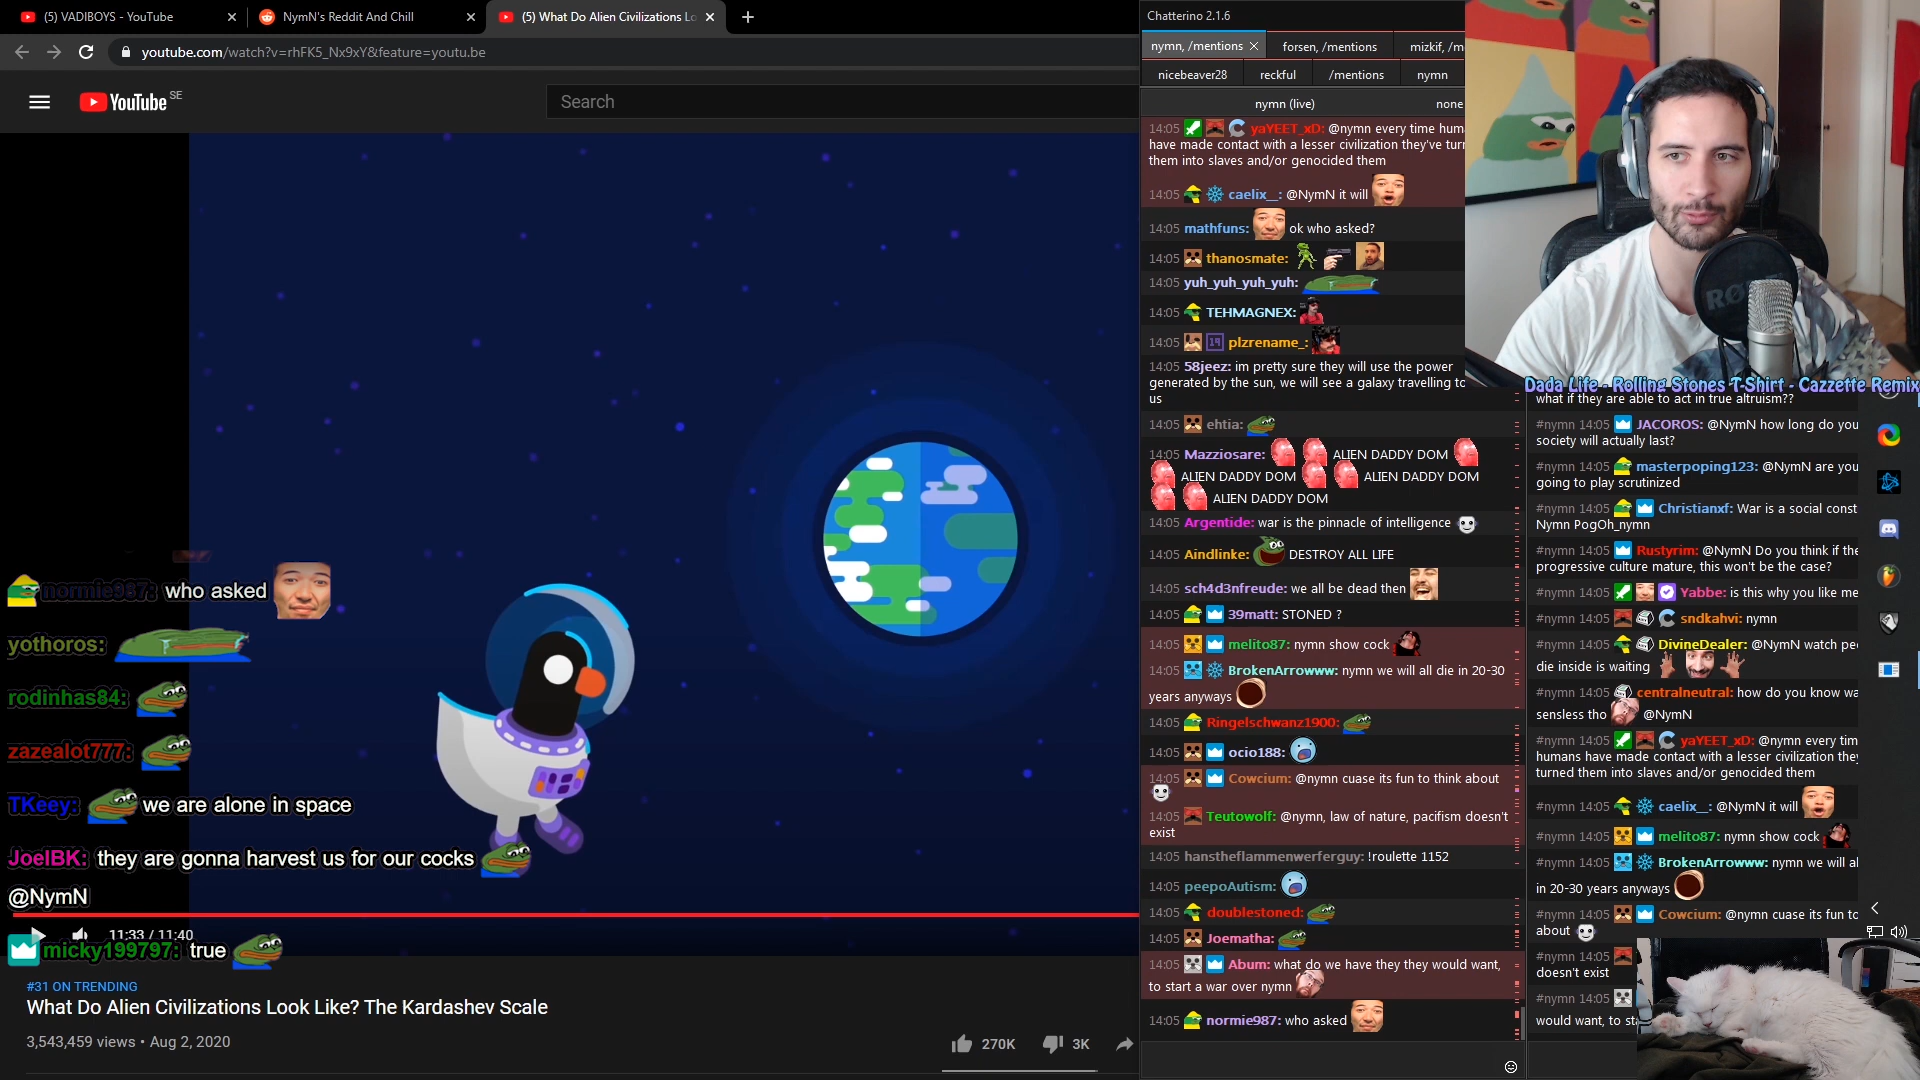 (5) VADIBOYS - YouTube
NymN's Reddit And Chill
(5) What Do Alien Civilizations Lo
youtube.com/watch?v=rhFK5_Nx9xY&feature=youtu.be
YouTube SE
Search
normie987: who asked
yothoros:
rodinhas84:
zazealot777:
TKeey: we are alone in space
JoelBK: they are gonna harvest us for our cocks
@NymN
11:33 / 11:40
micky199797: true
#31 ON TRENDING
What Do Alien Civilizations Look Like? The Kardashev Scale
3,543,459 views • Aug 2, 2020
270K
3K
Chatterino 2.1.6
nymn, /mentions
forsen, /mentions
mizkif, /m
nicebeaver28
reckful
/mentions
nymn
nymn (live)
none
14:05 yaYEET_xD: @nymn every time hum
have made contact with a lesser civilization they've turn
them into slaves and/or genocided them
14:05 caelix__: @NymN it will
14:05 mathfuns: ok who asked?
14:05 thanosmate:
14:05 yuh_yuh_yuh_yuh:
14:05 TEHMAGNEX:
14:05 19 plzrename_:
14:05 58jeez: im pretty sure they will use the power
generated by the sun, we will see a galaxy travelling to
us
14:05 ehtia:
14:05 Mazziosare: ALIEN DADDY DOM
ALIEN DADDY DOM ALIEN DADDY DOM
ALIEN DADDY DOM
14:05 Argentide: war is the pinnacle of intelligence
14:05 Aindlinke: DESTROY ALL LIFE
14:05 sch4d3nfreude: we all be dead then
14:05 39matt: STONED ?
14:05 melito87: nymn show cock
14:05 BrokenArrowww: nymn we will all die in 20-30
years anyways
14:05 Ringelschwanz1900:
14:05 ocio188:
14:05 Cowcium: @nymn cuase its fun to think about
14:05 Teutowolf: @nymn, law of nature, pacifism doesn't
exist
14:05 hanstheflammenwerferguy: !roulette 1152
14:05 peepoAutism:
14:05 doublestoned:
14:05 Joematha:
14:05 Abum: what do we have they they would want,
to start a war over nymn
14:05 normie987: who asked
Dada Life - Rolling Stones T-Shirt - Cazzette Remix
what if they are able to act in true altruism??
#nymn 14:05 JACOROS: @NymN how long do you
society will actually last?
#nymn 14:05 masterpoping123: @NymN are you
going to play scrutinized
#nymn 14:05 Christianxf: War is a social const
Nymn PogOh_nymn
#nymn 14:05 Rustyrim: @NymN Do you think if the
progressive culture mature, this won't be the case?
#nymn 14:05 Yabbe: is this why you like me
#nymn 14:05 sndkahvi: nymn
#nymn 14:05 DivineDealer: @NymN watch pe
die inside is waiting
#nymn 14:05 centralneutral: how do you know wa
sensless tho @NymN
#nymn 14:05 yaYEET_xD: @nymn every tim
humans have made contact with a lesser civilization they
turned them into slaves and/or genocided them
#nymn 14:05 caelix__: @NymN it will
#nymn 14:05 melito87: nymn show cock
#nymn 14:05 BrokenArrowww: nymn we will al
in 20-30 years anyways
#nymn 14:05 Cowcium: @nymn cuase its fun to
about
#nymn 14:05
doesn't exist
#nymn 14:05
would want, to sta